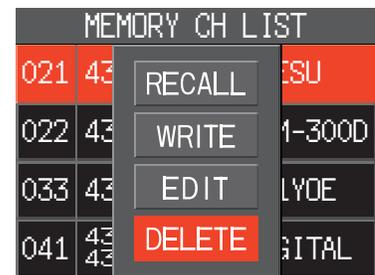 MEMORY CH LIST
021 43 ESU
RECALL
022 43 M-300D
WRITE
033 43 LYOE
EDIT
041 43 GITAL
43
DELETE